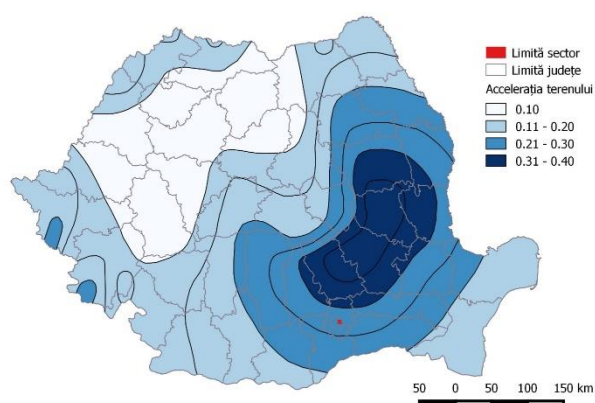 Limită sector
Limită județe
Accelerația terenului
0.10
0.11 - 0.20
0.21 - 0.30
0.31 - 0.40
50 0 50 100 150 km